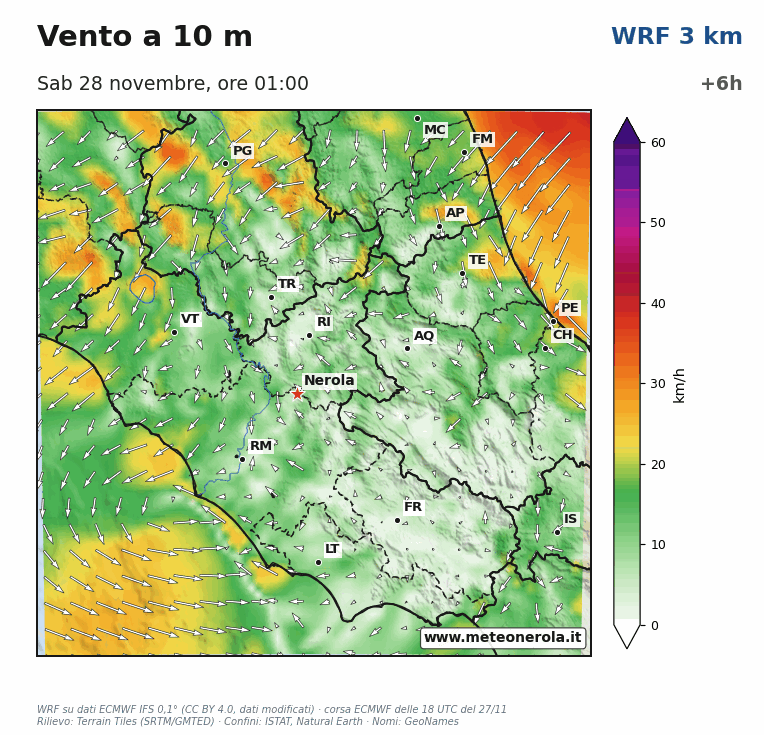 Vento a 10 m
WRF 3 km
Sab 28 novembre, ore 01:00
+6h
MC
FM
PG
AP
TE
TR
PE
VT
RI
AQ
CH
Nerola
RM
FR
IS
LT
www.meteonerola.it
60
50
40
30
20
10
0
km/h
WRF su dati ECMWF IFS 0,1° (CC BY 4.0, dati modificati) · corsa ECMWF delle 18 UTC del 27/11
Rilievo: Terrain Tiles (SRTM/GMTED) · Confini: ISTAT, Natural Earth · Nomi: GeoNames